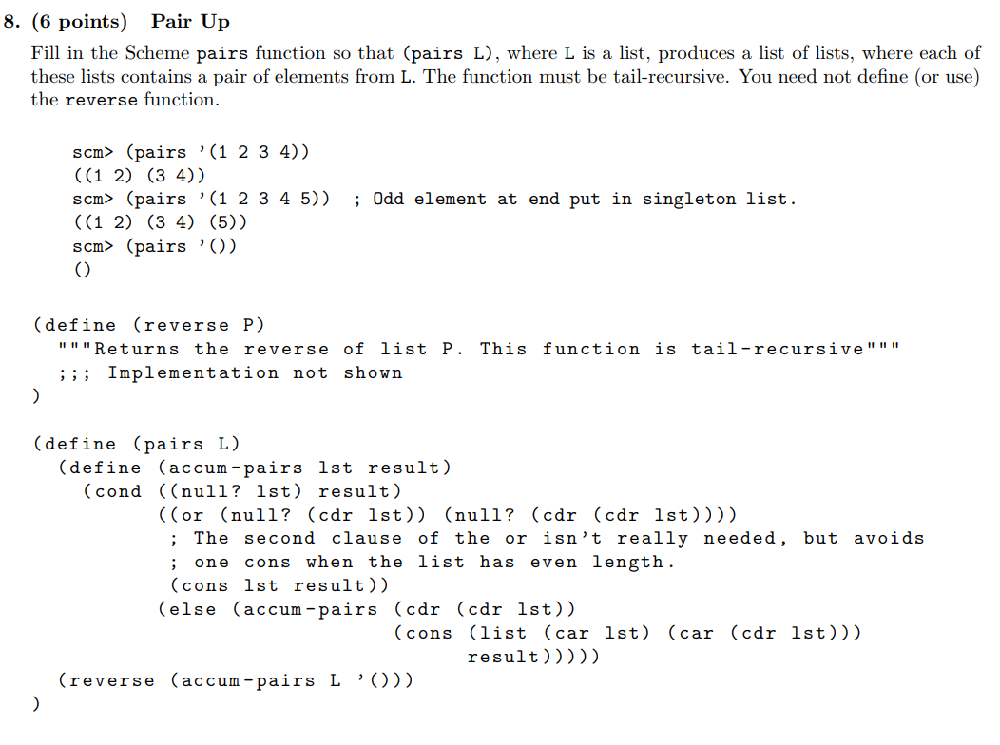 8. (6 points) Pair Up
Fill in the Scheme pairs function so that (pairs L), where L is a list, produces a list of lists, where each of
these lists contains a pair of elements from L. The function must be tail-recursive. You need not define (or use)
the reverse function.
scm> (pairs '(1 2 3 4))
((1 2) (3 4))
scm> (pairs '(1 2 3 4 5)) ; Odd element at end put in singleton list.
((1 2) (3 4) (5))
scm> (pairs '())
()
(define (reverse P)
"""Returns the reverse of list P. This function is tail-recursive"""
;;; Implementation not shown
)
(define (pairs L)
(define (accum-pairs lst result)
(cond ((null? lst) result)
((or (null? (cdr lst)) (null? (cdr (cdr lst))))
; The second clause of the or isn't really needed, but avoids
; one cons when the list has even length.
(cons lst result))
(else (accum-pairs (cdr (cdr lst))
(cons (list (car lst) (car (cdr lst)))
result)))))
(reverse (accum-pairs L '()))
)